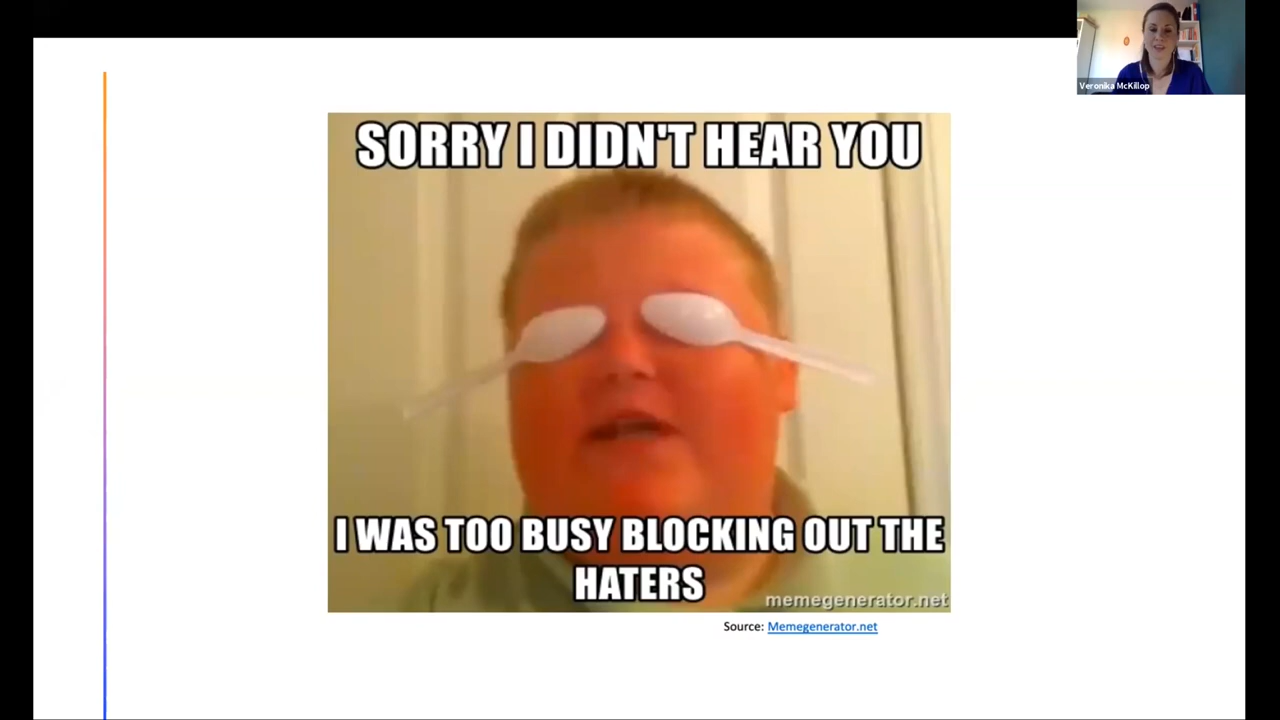 Veronika McKillop
SORRY I DIDN'T HEAR YOU
I WAS TOO BUSY BLOCKING OUT THE
HATERS
memegenerator.net
Source: Memegenerator.net